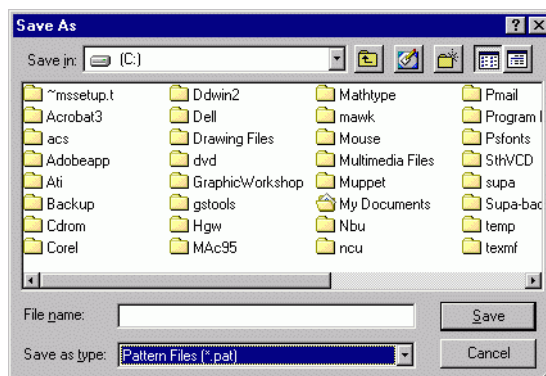 Save As
Save in: (C:)
~mssetup.t Ddwin2 Mathtype Pmail
Acrobat3 Dell mawk Program
acs Drawing Files Mouse Psfonts
Adobeapp dvd Multimedia Files SthVCD
Ati GraphicWorkshop Muppet supa
Backup gstools My Documents Supa-bac
Cdrom Hgw Nbu temp
Corel MAc95 ncu texmf
File name: Save
Save as type: Pattern Files (*.pat) Cancel